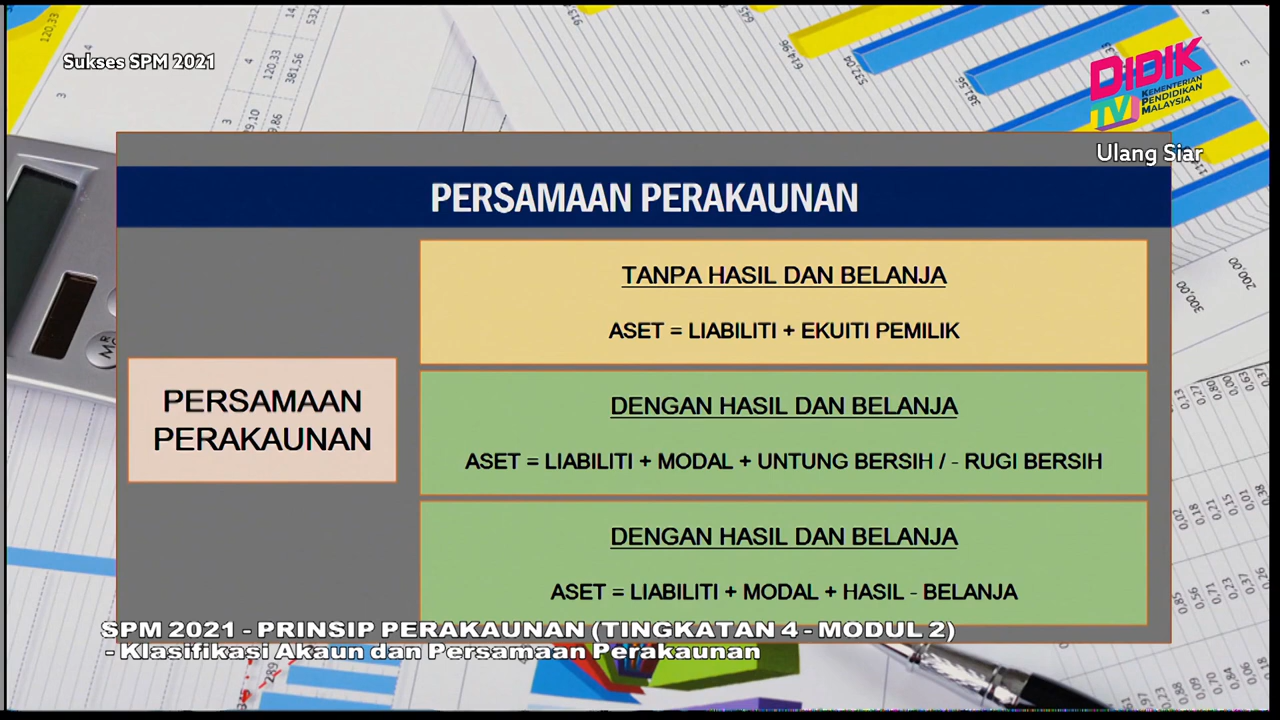 Sukses SPM 2021
DIDIK
TV
KEMENTERIAN
PENDIDIKAN
MALAYSIA
Ulang Siar
PERSAMAAN PERAKAUNAN
TANPA HASIL DAN BELANJA
ASET = LIABILITI + EKUITI PEMILIK
PERSAMAAN
PERAKAUNAN
DENGAN HASIL DAN BELANJA
ASET = LIABILITI + MODAL + UNTUNG BERSIH / - RUGI BERSIH
DENGAN HASIL DAN BELANJA
ASET = LIABILITI + MODAL + HASIL - BELANJA
SPM 2021 - PRINSIP PERAKAUNAN (TINGKATAN 4 - MODUL 2)
- Klasifikasi Akaun dan Persamaan Perakaunan